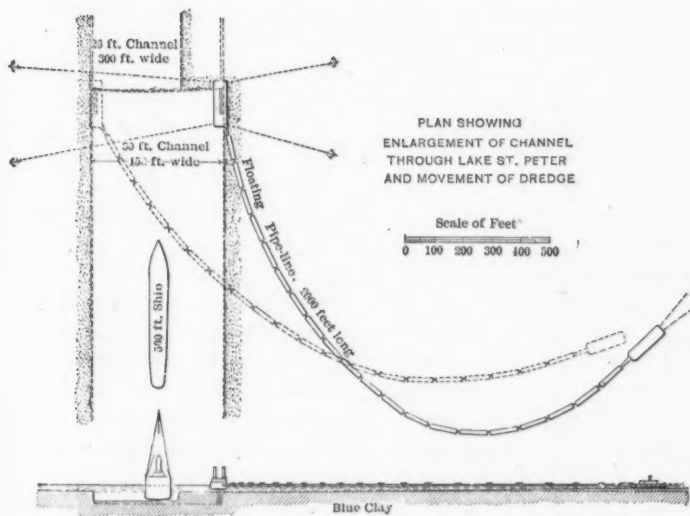 ft. Channel
300 ft. wide
ft. Channel
ft. wide
PLAN SHOWING
ENLARGEMENT OF CHANNEL
THROUGH LAKE ST. PETER
AND MOVEMENT OF DREDGE
Scale of Feet
0 100 200 300 400 500
Floating Pipe-line. 2000 feet long
500 ft. Ship
Blue Clay